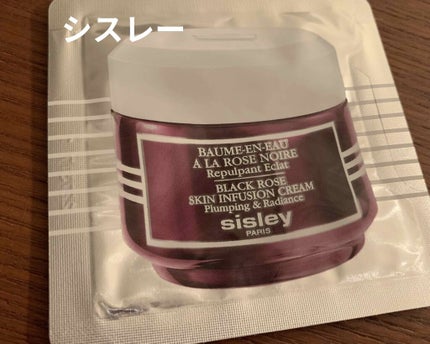 シスレー
BAUME-EN-EAU
À LA ROSE NOIRE
Repulpant Eclat
BLACK ROSE
SKIN INFUSION CREAM
Plumping & Radiance
sisley
PARIS